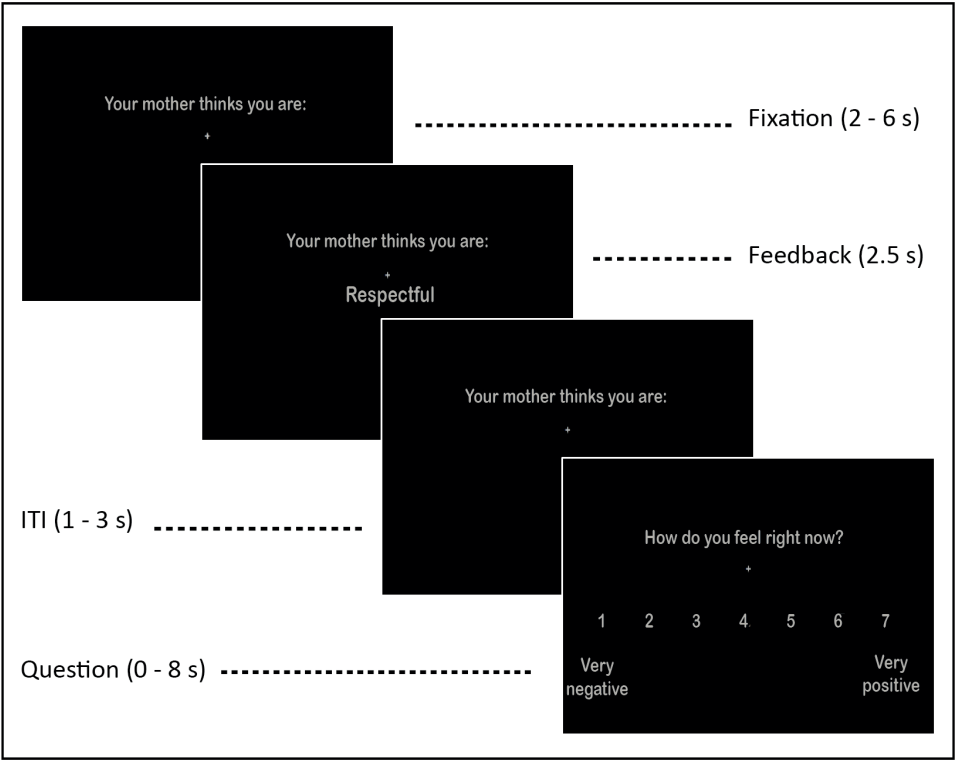 Your mother thinks you are:
+
Fixation (2 - 6 s)
Your mother thinks you are:
+
Respectful
Feedback (2.5 s)
Your mother thinks you are:
+
ITI (1 - 3 s)
How do you feel right now?
+
1 2 3 4 5 6 7
Very negative
Very positive
Question (0 - 8 s)